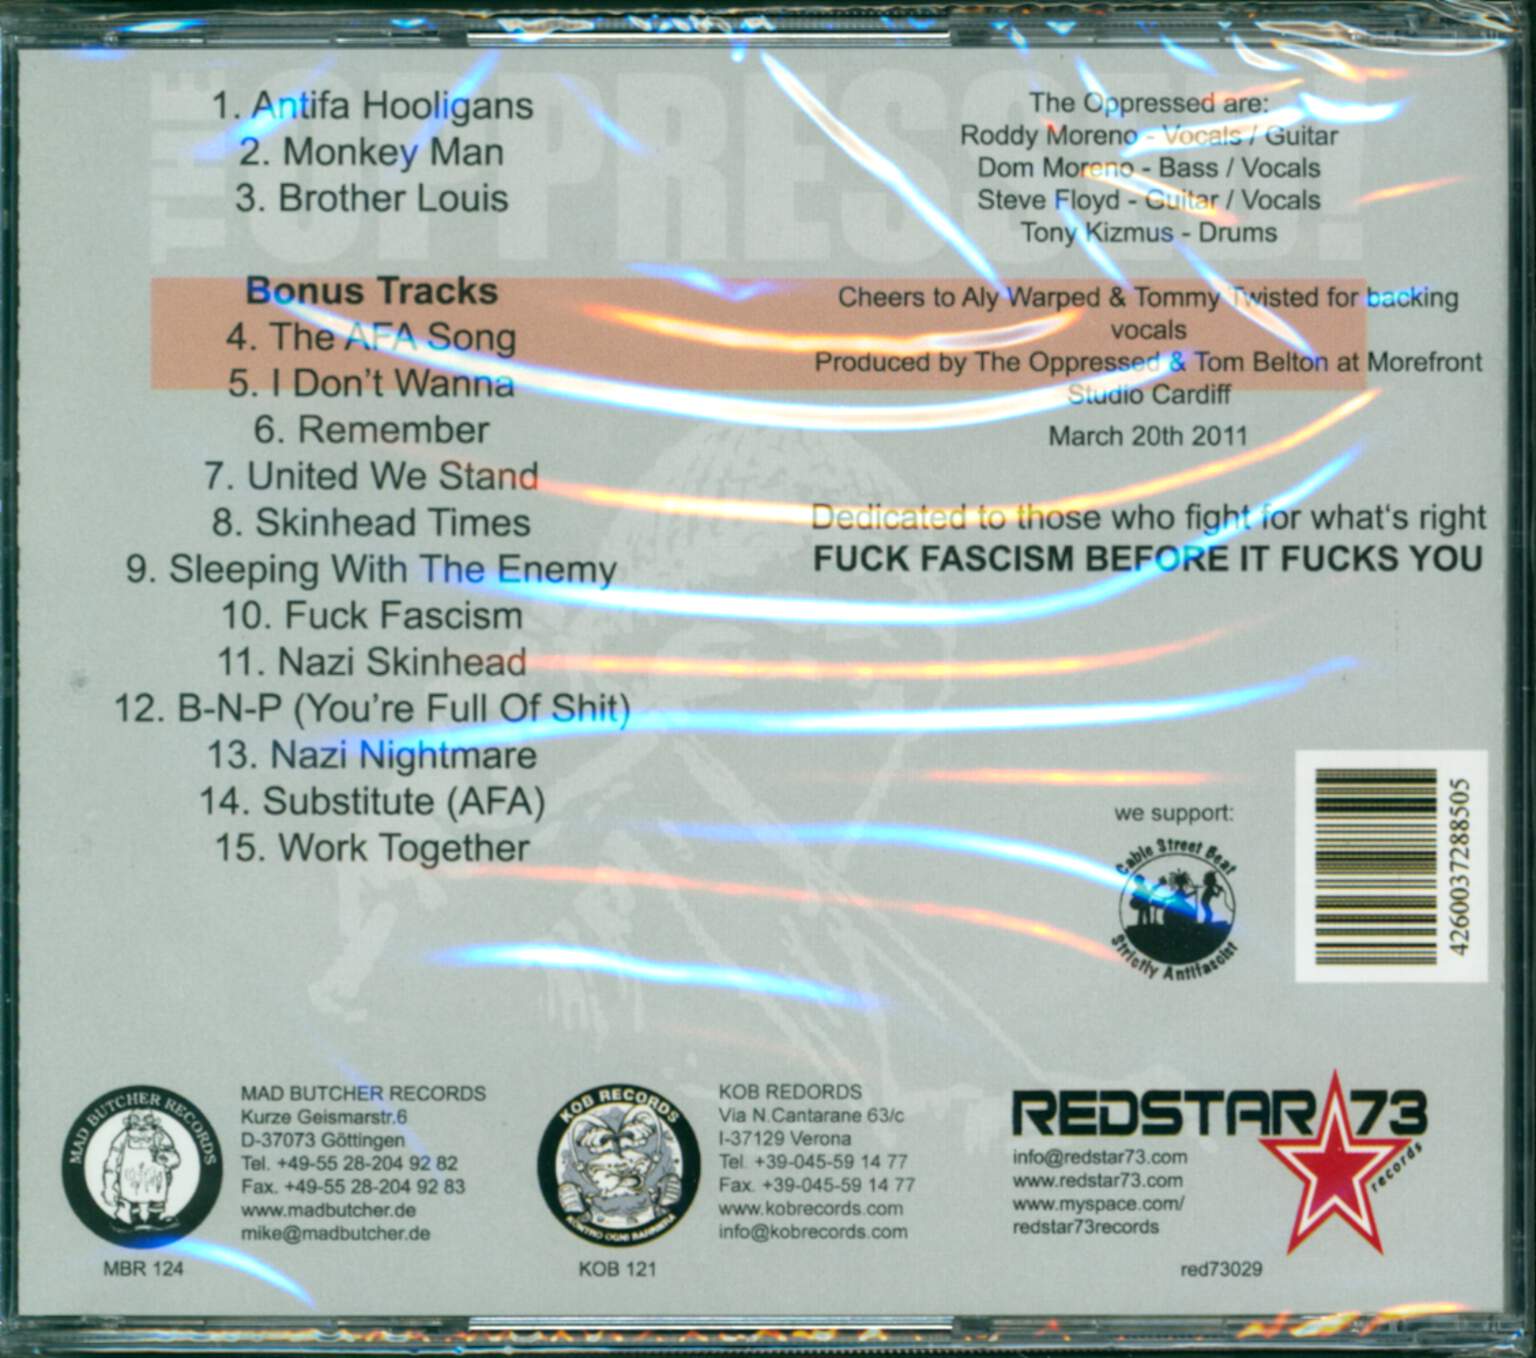 THE OPPRESSED!
1. Antifa Hooligans
2. Monkey Man
3. Brother Louis
Bonus Tracks
4. The AFA Song
5. I Don't Wanna
6. Remember
7. United We Stand
8. Skinhead Times
9. Sleeping With The Enemy
10. Fuck Fascism
11. Nazi Skinhead
12. B-N-P (You're Full Of Shit)
13. Nazi Nightmare
14. Substitute (AFA)
15. Work Together
The Oppressed are:
Roddy Moreno - Vocals / Guitar
Dom Moreno - Bass / Vocals
Steve Floyd - Guitar / Vocals
Tony Kizmus - Drums
Cheers to Aly Warped & Tommy Twisted for backing
vocals
Produced by The Oppressed & Tom Belton at Morefront
Studio Cardiff
March 20th 2011
Dedicated to those who fight for what's right
FUCK FASCISM BEFORE IT FUCKS YOU
we support:
Cable Street Beat
Strictly Antifascist
4260037288505
MAD BUTCHER RECORDS
MAD BUTCHER RECORDS
Kurze Geismarstr.6
D-37073 Göttingen
Tel. +49-55 28-204 92 82
Fax. +49-55 28-204 92 83
www.madbutcher.de
mike@madbutcher.de
MBR 124
KOB RECORDS
KONTRO OGNI BARRIERA
KOB REDORDS
Via N.Cantarane 63/c
I-37129 Verona
Tel. +39-045-59 14 77
Fax. +39-045-59 14 77
www.kobrecords.com
info@kobrecords.com
KOB 121
REDSTAR 73
records
info@redstar73.com
www.redstar73.com
www.myspace.com/
redstar73records
red73029